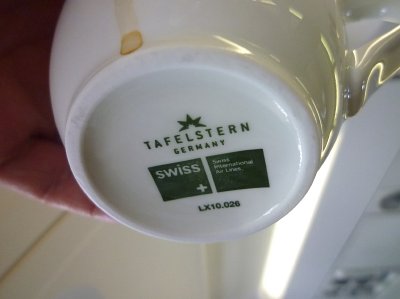 TAFELSTERN
GERMANY
swiss
Swiss
International
Air Lines
LX10.026